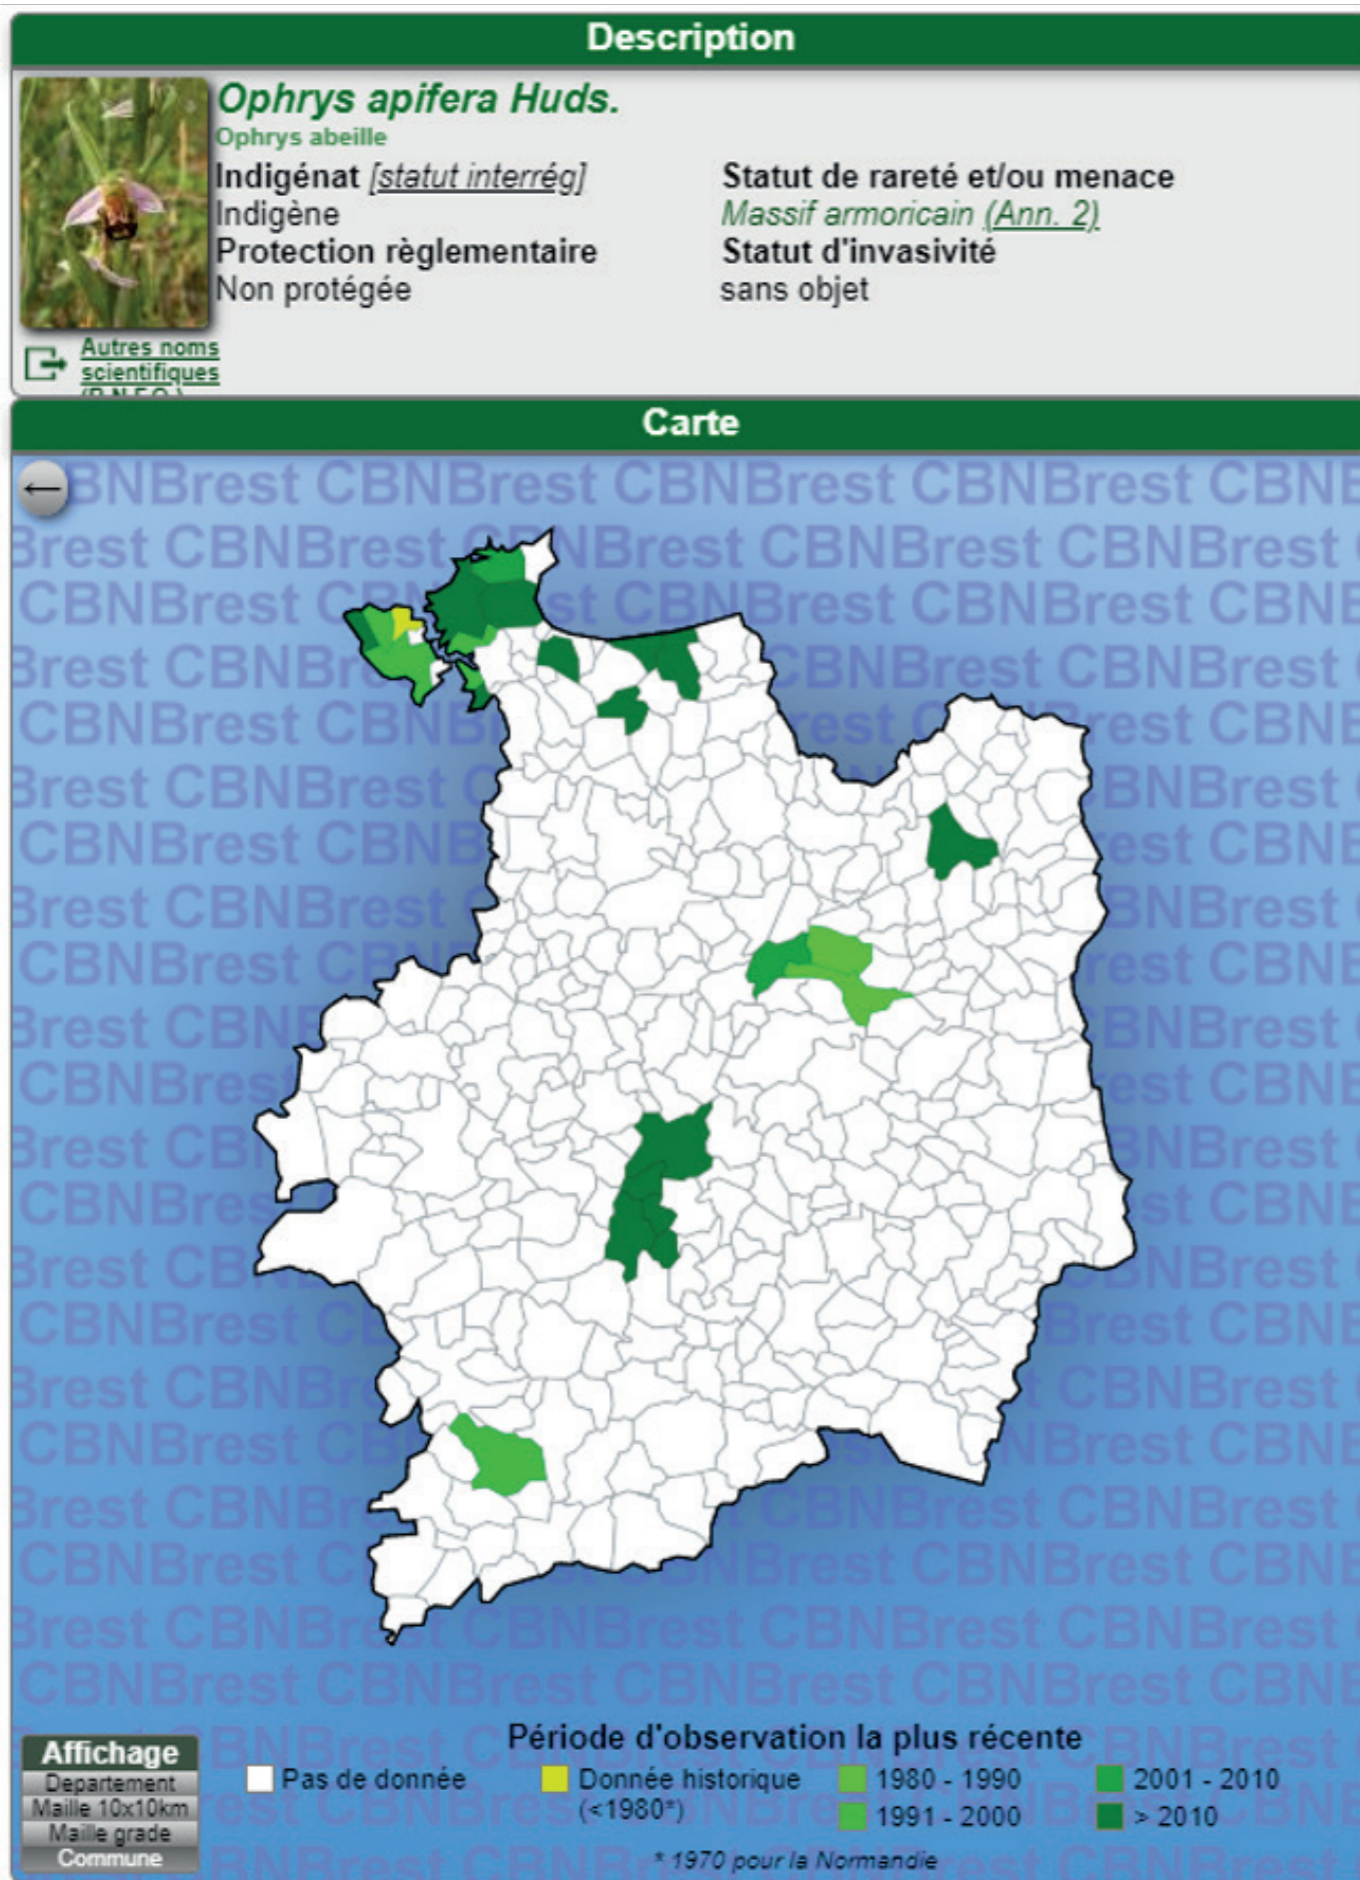 Description
Ophrys apifera Huds.
Ophrys abeille
Indigénat [statut interrég]
Indigène
Protection règlementaire
Non protégée
Statut de rareté et/ou menace
Massif armoricain (Ann. 2)
Statut d'invasivité
sans objet
Autres noms
scientifiques
Carte
BNBrest CBNBrest CBNBrest CBNBrest CBNB
Période d'observation la plus récente
Pas de donnée
Donnée historique
(<1980*)
1980 - 1990
1991 - 2000
2001 - 2010
> 2010
* 1970 pour la Normandie
Affichage
Departement
Maille 10x10km
Maille grade
Commune